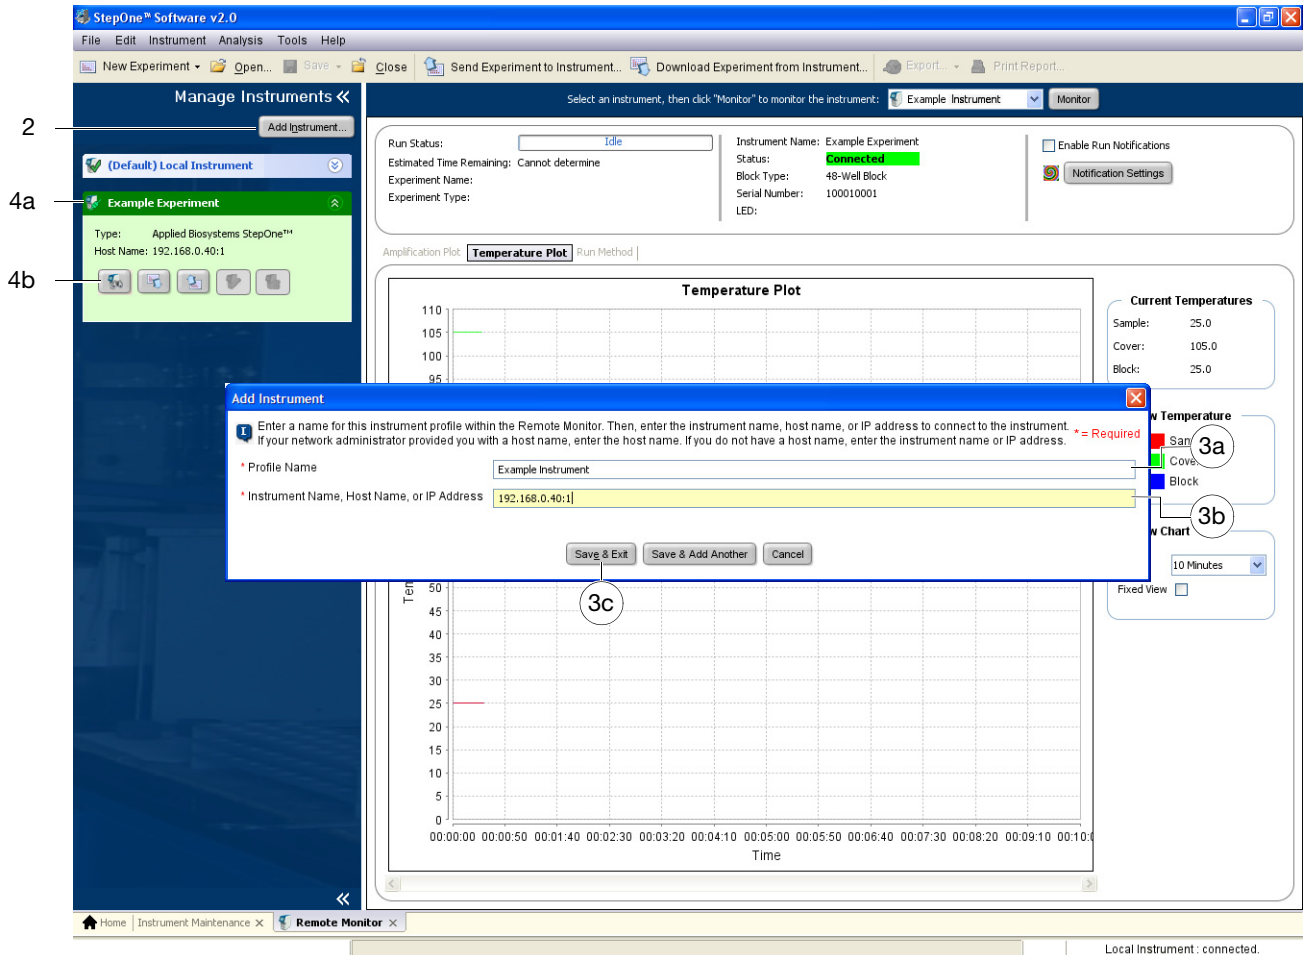 StepOne™ Software v2.0
File Edit Instrument Analysis Tools Help
New Experiment Open... Save Close Send Experiment to Instrument... Download Experiment from Instrument... Export... Print Report...
Manage Instruments
Select an instrument, then click "Monitor" to monitor the instrument: Example Instrument Monitor
2
Add Instrument...
(Default) Local Instrument
4a
Example Experiment
Type: Applied Biosystems StepOne™
Host Name: 192.168.0.40:1
4b
Run Status: Idle
Estimated Time Remaining: Cannot determine
Experiment Name:
Experiment Type:
Instrument Name: Example Experiment
Status: Connected
Block Type: 48-Well Block
Serial Number: 100010001
LED:
Enable Run Notifications
Notification Settings
Amplification Plot Temperature Plot Run Method
Temperature Plot
110
105
100
95
Current Temperatures
Sample: 25.0
Cover: 105.0
Block: 25.0
Add Instrument
Enter a name for this instrument profile within the Remote Monitor. Then, enter the instrument name, host name, or IP address to connect to the instrument.
If your network administrator provided you with a host name, enter the host name. If you do not have a host name, enter the instrument name or IP address.
* = Required
* Profile Name Example Instrument
* Instrument Name, Host Name, or IP Address 192.168.0.40:1
Save & Exit Save & Add Another Cancel
3a
3b
3c
w Temperature
San
Cove
Block
w Chart
10 Minutes
Fixed View
Ten
50
45
40
35
30
25
20
15
10
5
0
00:00:00 00:00:50 00:01:40 00:02:30 00:03:20 00:04:10 00:05:00 00:05:50 00:06:40 00:07:30 00:08:20 00:09:10 00:10:0
Time
Home Instrument Maintenance × Remote Monitor ×
Local Instrument : connected.